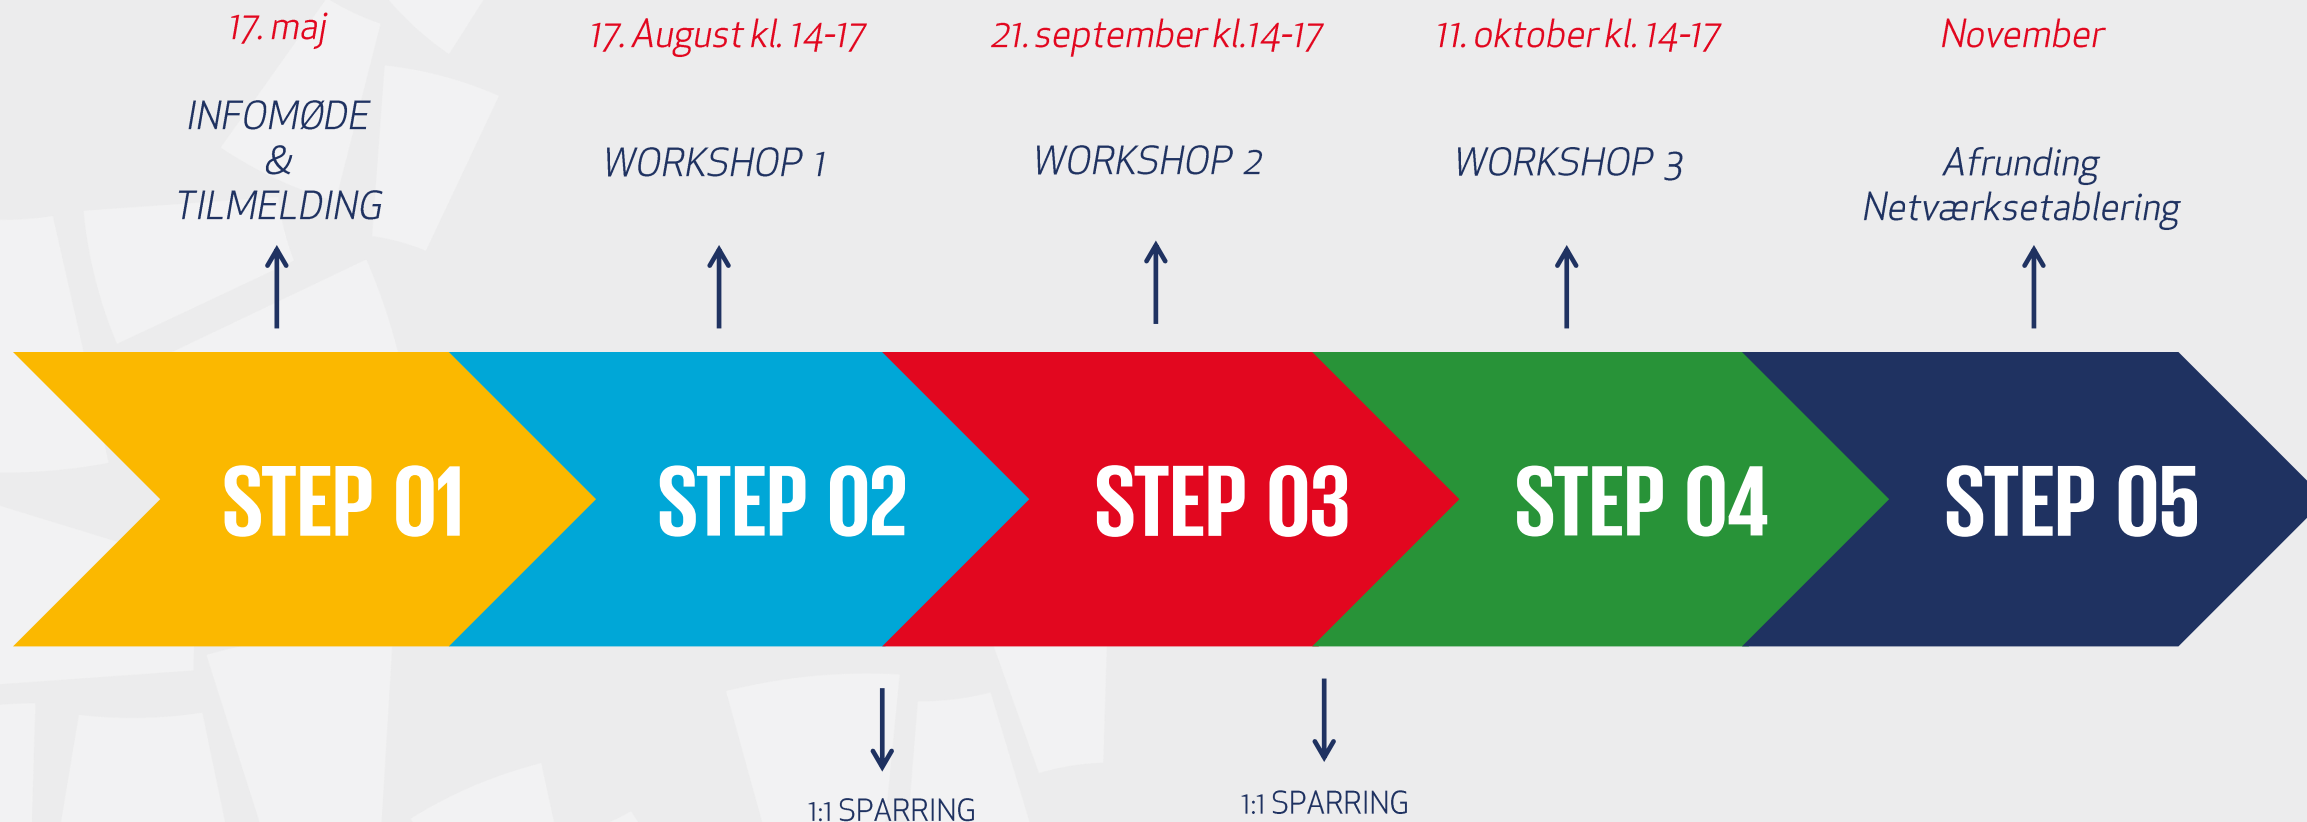 17. maj
INFOMØDE
&
TILMELDING
17. August kl. 14-17
WORKSHOP 1
21. september kl.14-17
WORKSHOP 2
11. oktober kl. 14-17
WORKSHOP 3
November
Afrunding
Netværksetablering
STEP 01
STEP 02
STEP 03
STEP 04
STEP 05
1:1 SPARRING
1:1 SPARRING